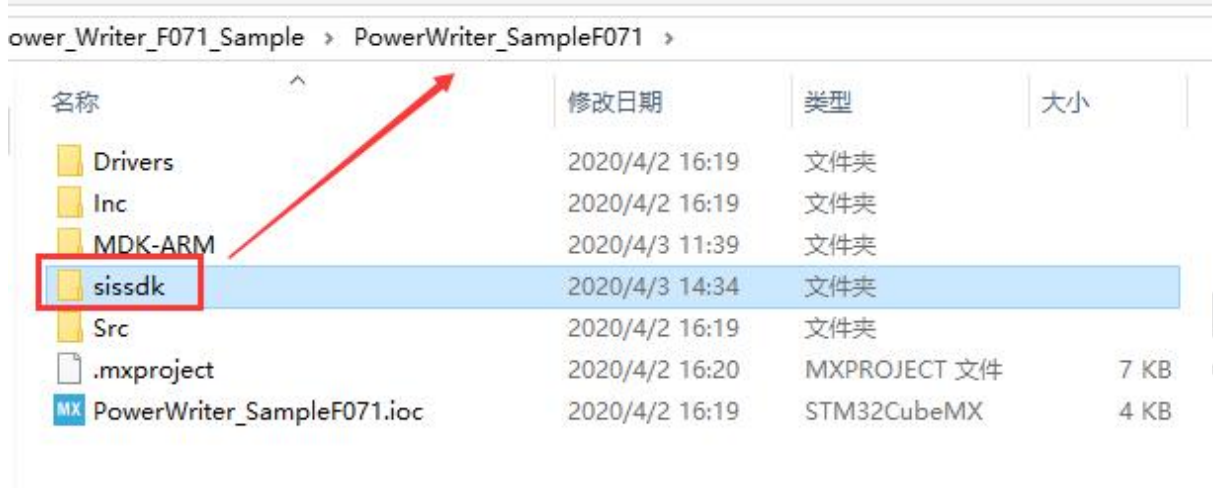 ower_Writer_F071_Sample > PowerWriter_SampleF071 >
名称 修改日期 类型 大小
Drivers 2020/4/2 16:19 文件夹
Inc 2020/4/2 16:19 文件夹
MDK-ARM 2020/4/3 11:39 文件夹
sissdk 2020/4/3 14:34 文件夹
Src 2020/4/2 16:19 文件夹
.mxproject 2020/4/2 16:20 MXPROJECT 文件 7 KB
MX PowerWriter_SampleF071.ioc 2020/4/2 16:19 STM32CubeMX 4 KB